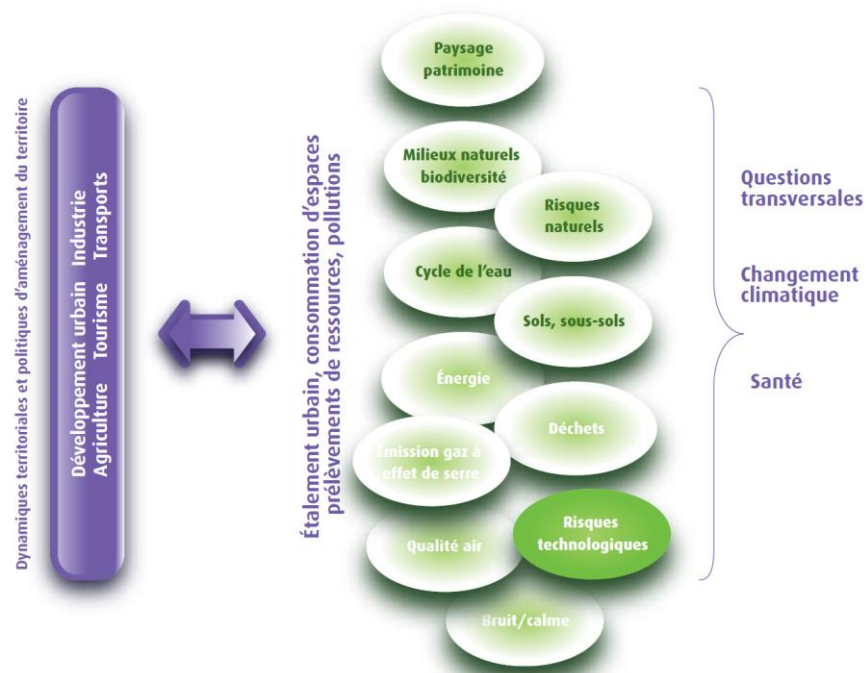 Dynamiques territoriales et politiques d'aménagement du territoire
Développement urbain Industrie
Agriculture Tourisme Transports
Étalement urbain, consommation d'espaces
prélèvements de ressources, pollutions
Paysage
patrimoine
Milieux naturels
biodiversité
Risques
naturels
Cycle de l'eau
Sols, sous-sols
Énergie
Déchets
Émission gaz à
effet de serre
Risques
technologiques
Qualité air
Bruit/calme
Questions
transversales
Changement
climatique
Santé